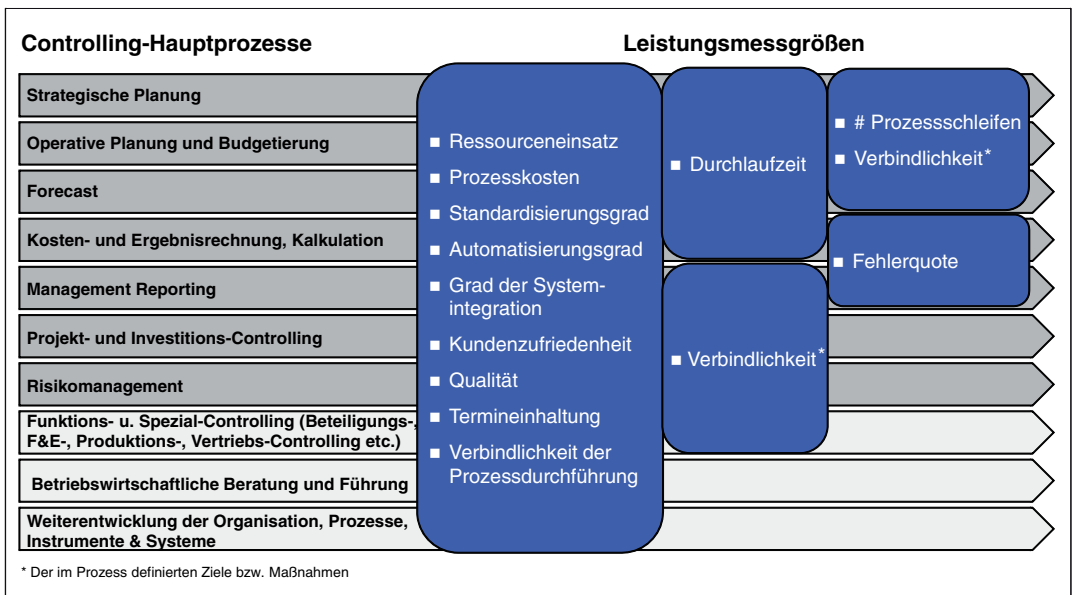 Controlling-Hauptprozesse
Leistungsmessgrößen
Strategische Planung
Operative Planung und Budgetierung
Forecast
Kosten- und Ergebnisrechnung, Kalkulation
Management Reporting
Projekt- und Investitions-Controlling
Risikomanagement
Funktions- u. Spezial-Controlling (Beteiligungs-,
F&E-, Produktions-, Vertriebs-Controlling etc.)
Betriebswirtschaftliche Beratung und Führung
Weiterentwicklung der Organisation, Prozesse,
Instrumente & Systeme
■ Ressourceneinsatz
■ Prozesskosten
■ Standardisierungsgrad
■ Automatisierungsgrad
■ Grad der System-
integration
■ Kundenzufriedenheit
■ Qualität
■ Termineinhaltung
■ Verbindlichkeit der
Prozessdurchführung
■ Durchlaufzeit
■ Verbindlichkeit*
■ # Prozessschleifen
■ Verbindlichkeit*
■ Fehlerquote
* Der im Prozess definierten Ziele bzw. Maßnahmen